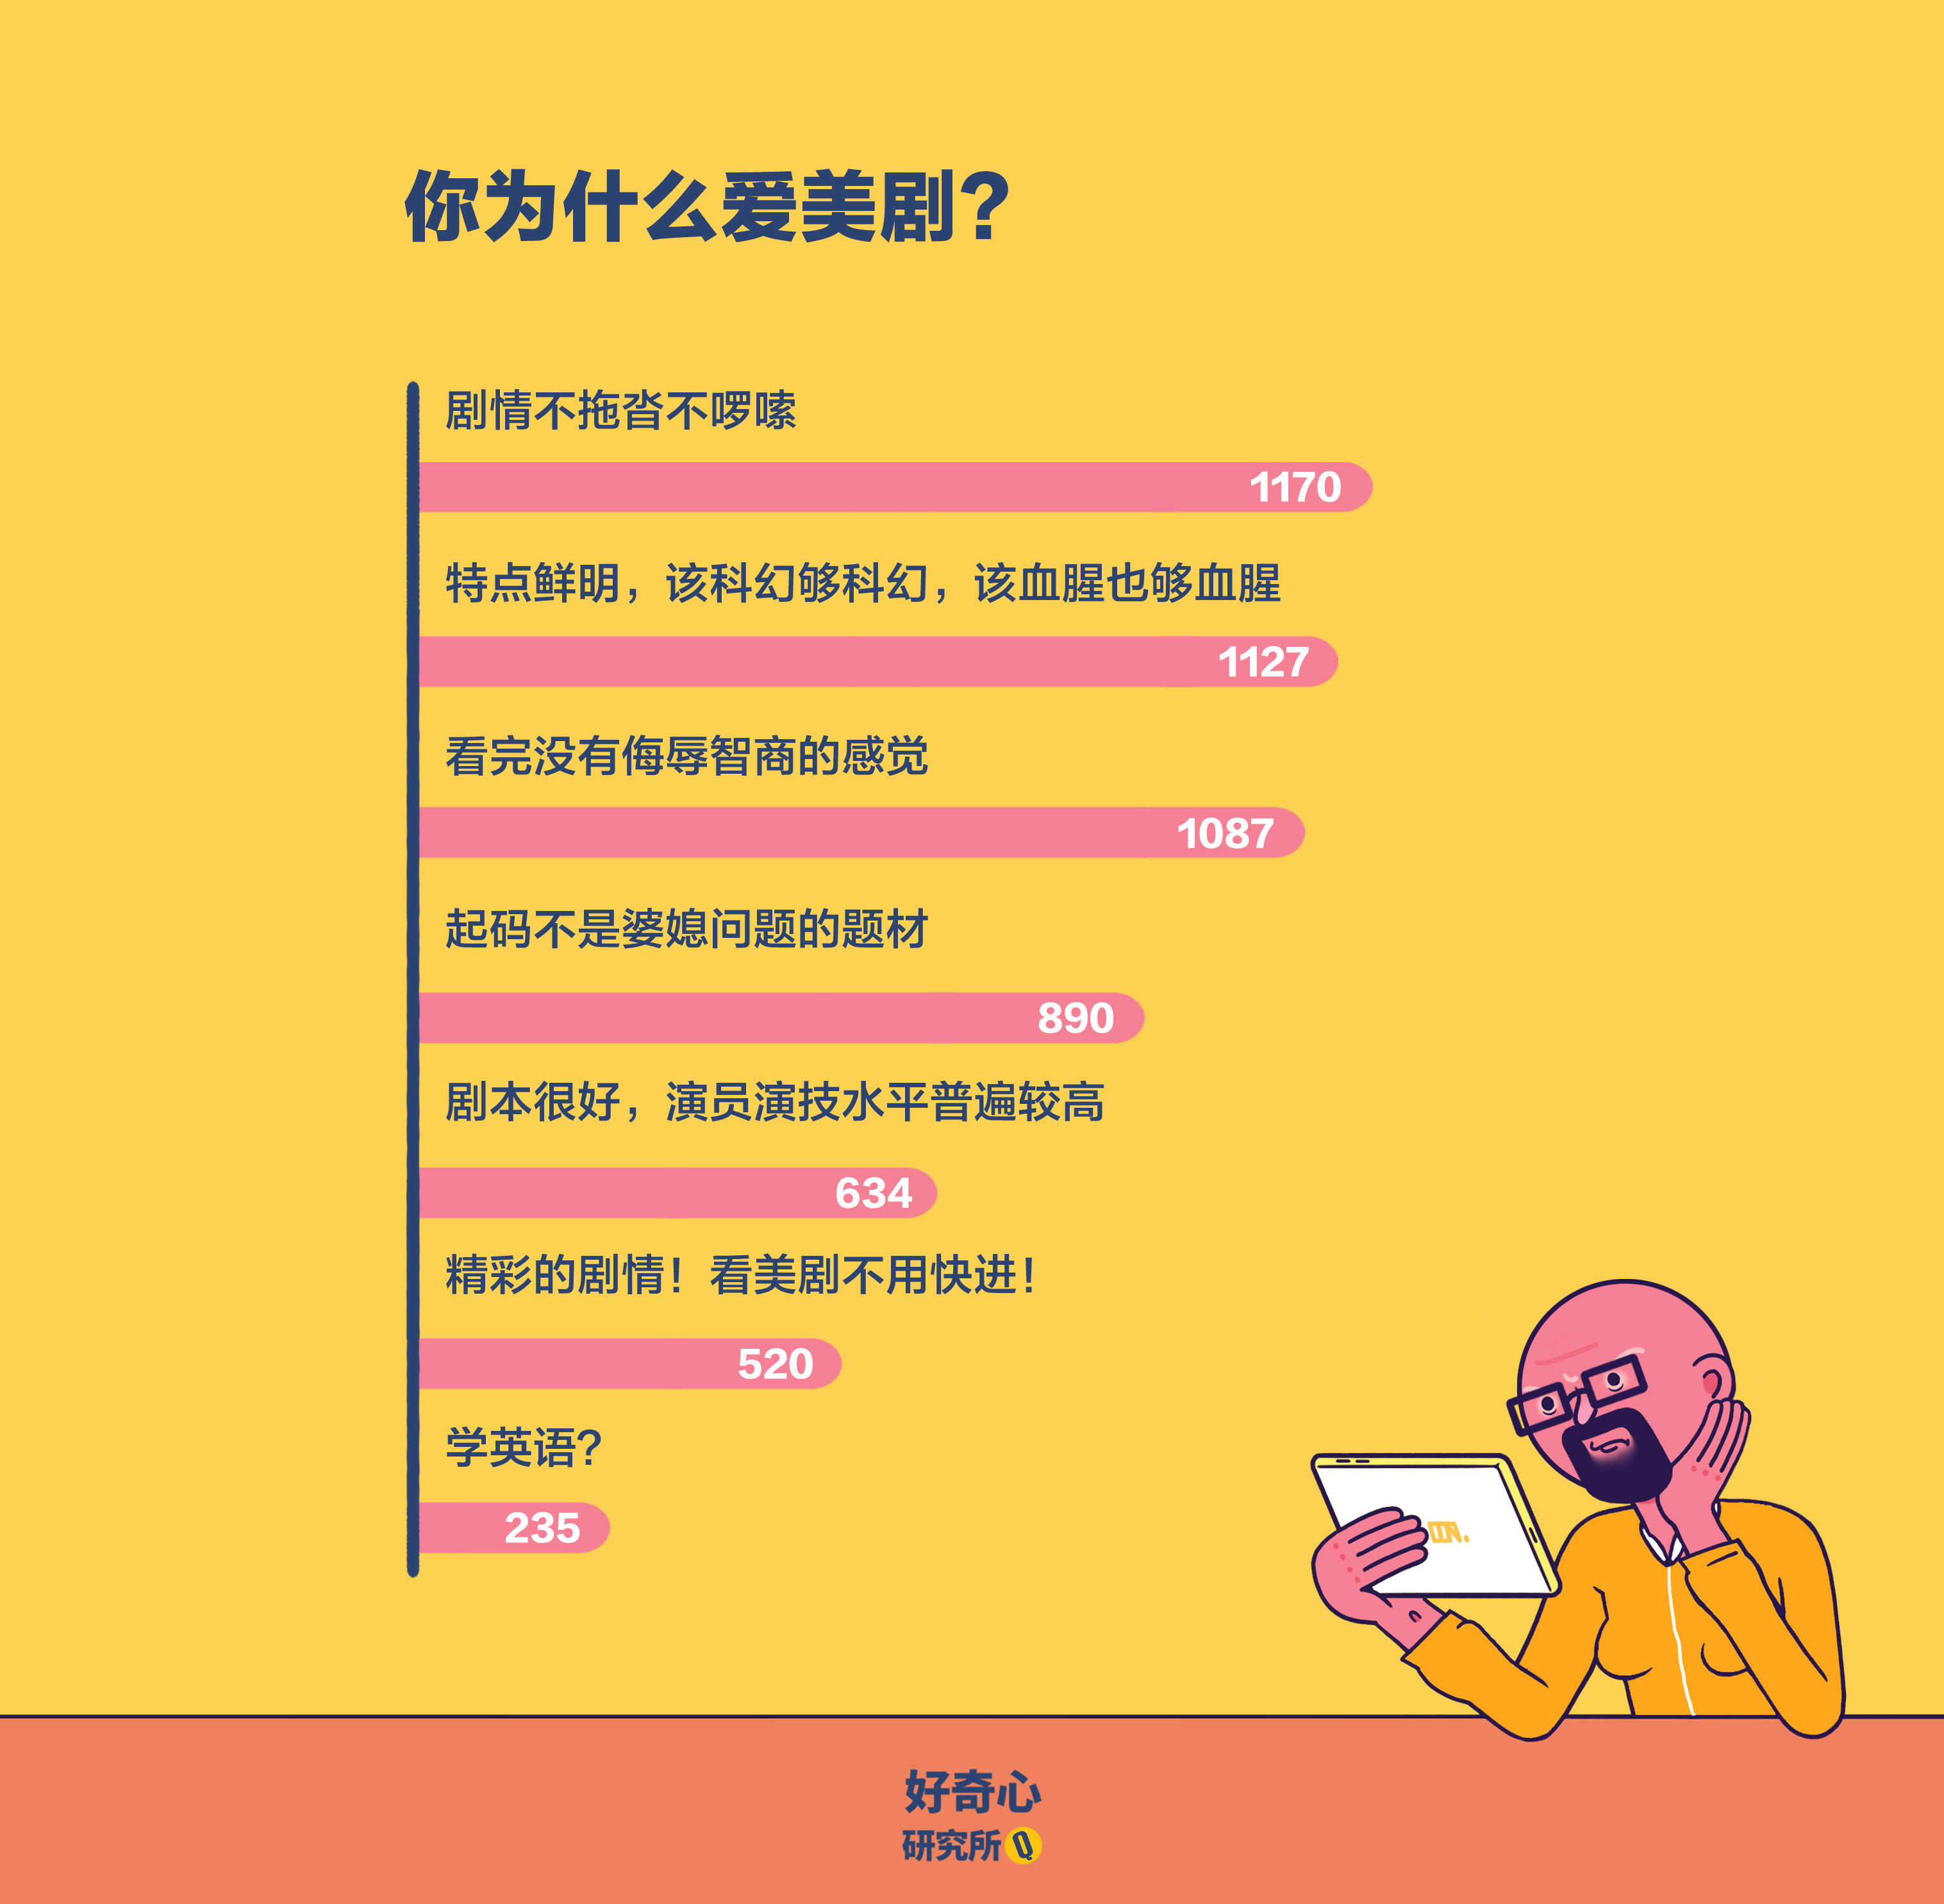 你为什么爱美剧？
剧情不拖沓不啰嗦
1170
特点鲜明，该科幻够科幻，该血腥也够血腥
1127
看完没有侮辱智商的感觉
1087
起码不是婆媳问题的题材
890
剧本很好，演员演技水平普遍较高
634
精彩的剧情！看美剧不用快进！
520
学英语？
235
好奇心
研究所Q